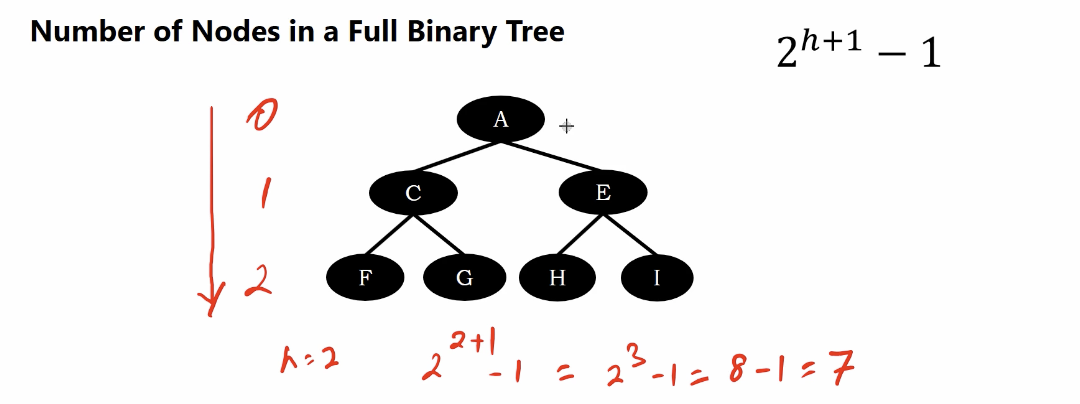 Number of Nodes in a Full Binary Tree
2^{h+1} − 1
0
A
1
C E
2
F G H I
h=2 2^{2+1} -1 = 2^3 -1 = 8-1=7